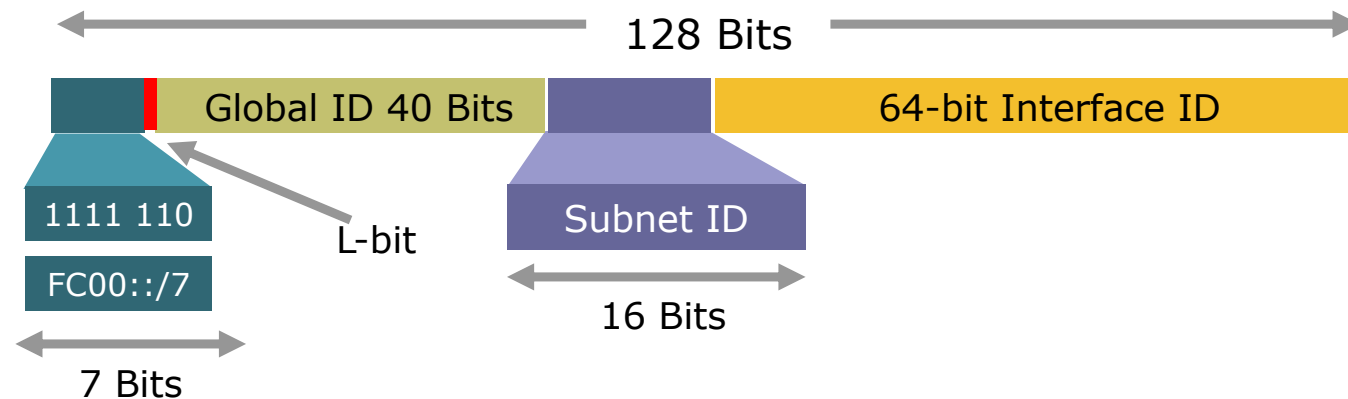 128 Bits
Global ID 40 Bits
64-bit Interface ID
1111 110
Subnet ID
L-bit
FC00::/7
16 Bits
7 Bits